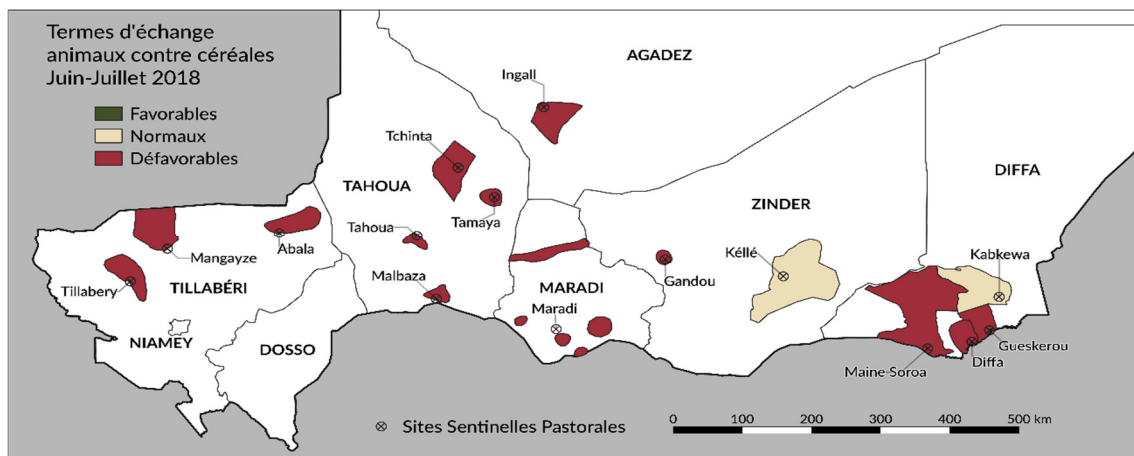 Termes d'échange
animaux contre céréales
Juin-Juillet 2018
Favorables
Normaux
Défavorables
AGADEZ
Ingall
Tchinta
TAHOUA
Tamaya
Tahoua
Malbaza
Abala
Mangayze
Tillabery
TILLABÉRI
NIAMEY
DOSSO
MARADI
Maradi
Gandou
ZINDER
Kéllé
DIFFA
Kabkewa
Gueskerou
Diffa
Maine-Soroa
Sites Sentinelles Pastorales
0 100 200 300 400 500 km